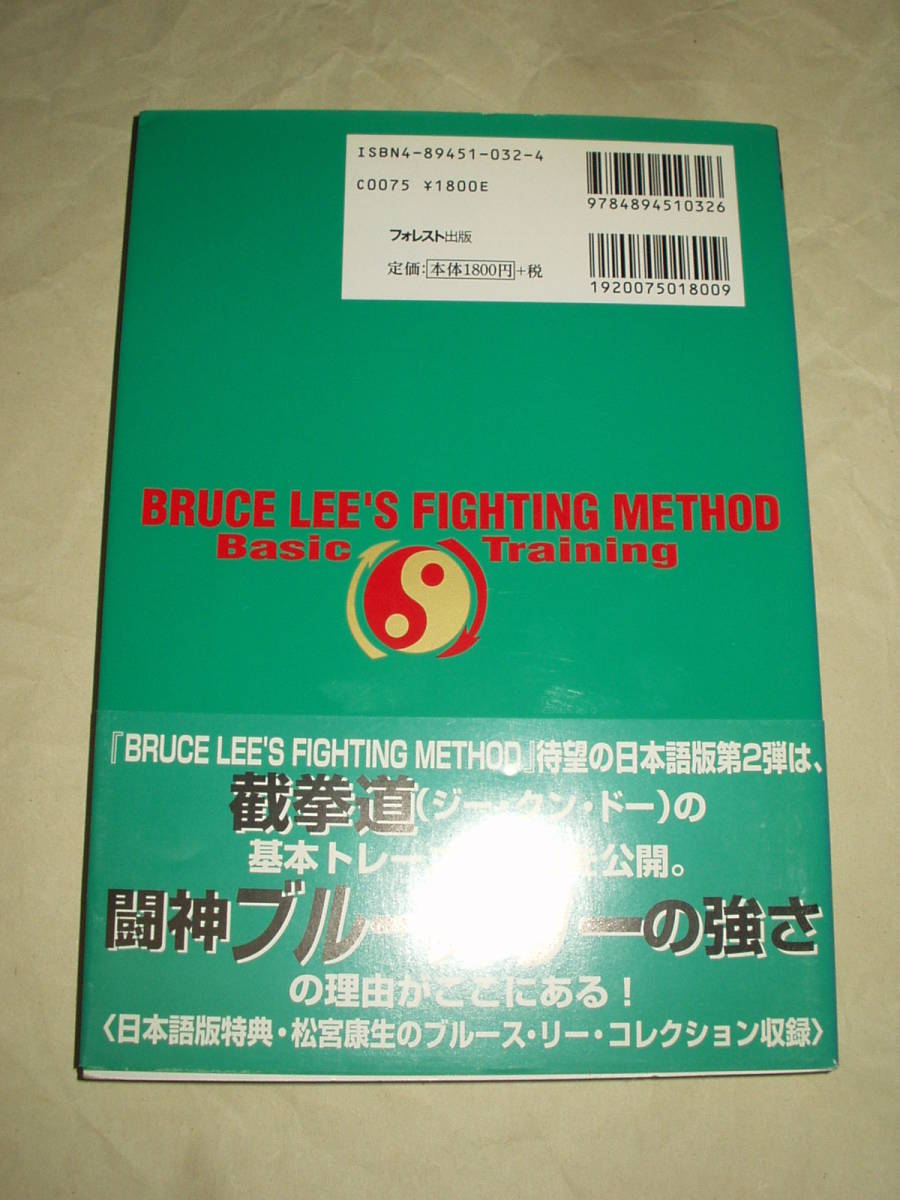 ISBN4-89451-032-4
C0075 ¥1800E
9784894510326
フォレスト出版
定価:本体1800円+税
1920075018009
BRUCE LEE'S FIGHTING METHOD
Basic Training
『BRUCE LEE'S FIGHTING METHOD』待望の日本語版第2弾は、
截拳道(ジー・クン・ドー)の
基本トレー 公開。
闘神ブルー ーの強さ
の理由がここにある!
〈日本語版特典・松宮康生のブルース・リー・コレクション収録〉